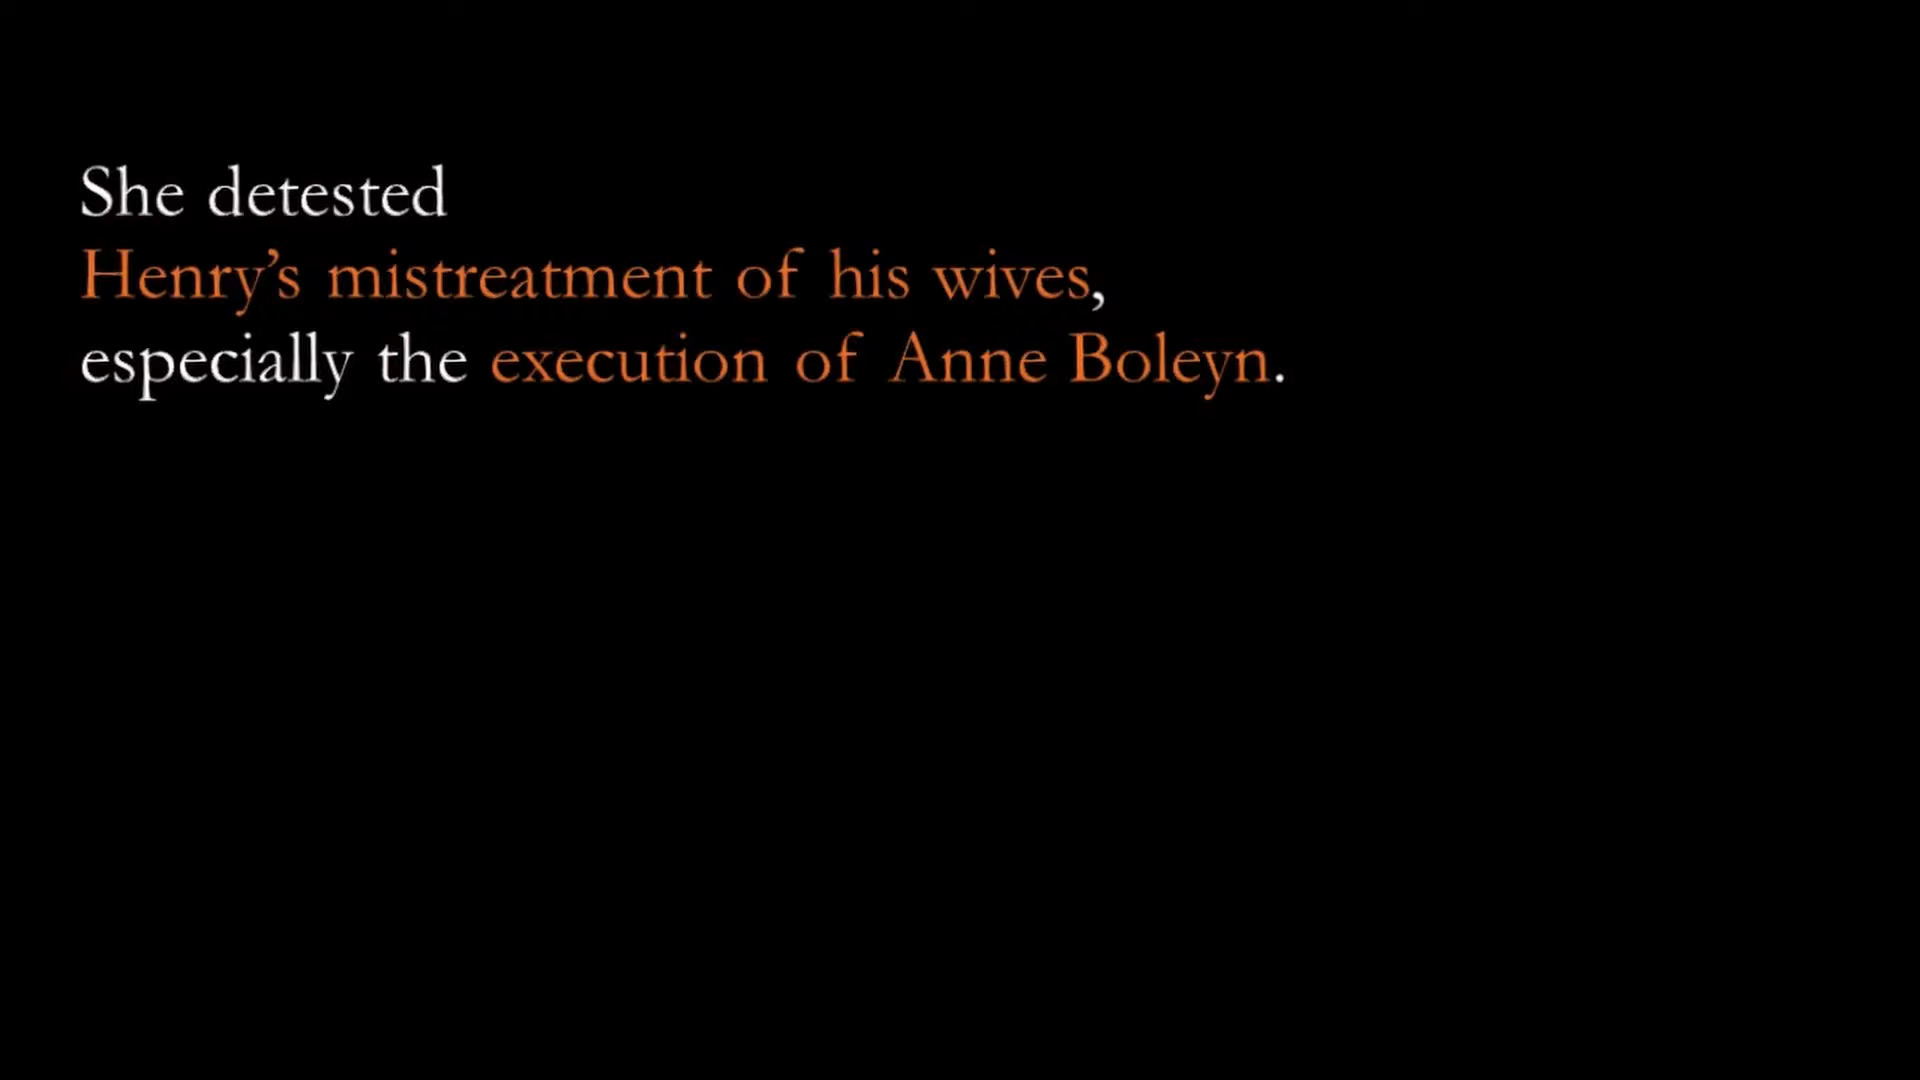 She detested
Henry’s mistreatment of his wives,
especially the execution of Anne Boleyn.